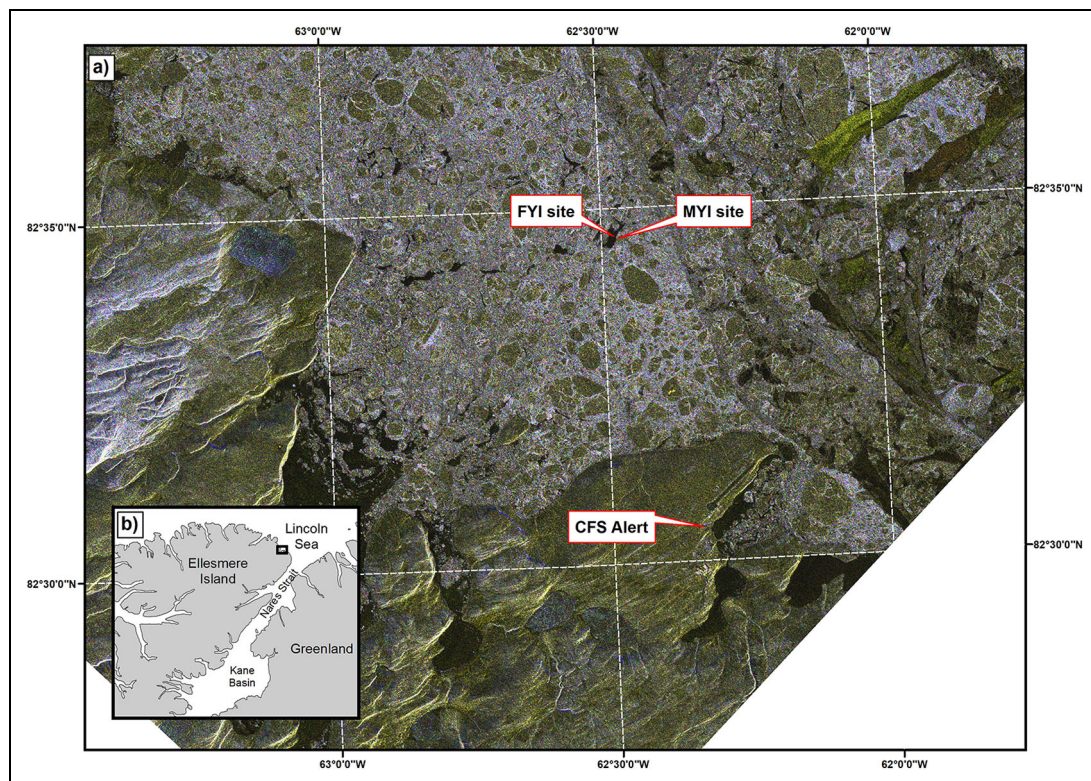 63°0'0"W 62°30'0"W 62°0'0"W
a)
82°35'0"N
FYI site MYI site
82°35'0"N
CFS Alert
82°30'0"N
82°30'0"N
b)
Lincoln
Sea
Ellesmere
Island
Nares Strait
Greenland
Kane
Basin
63°0'0"W 62°30'0"W 62°0'0"W